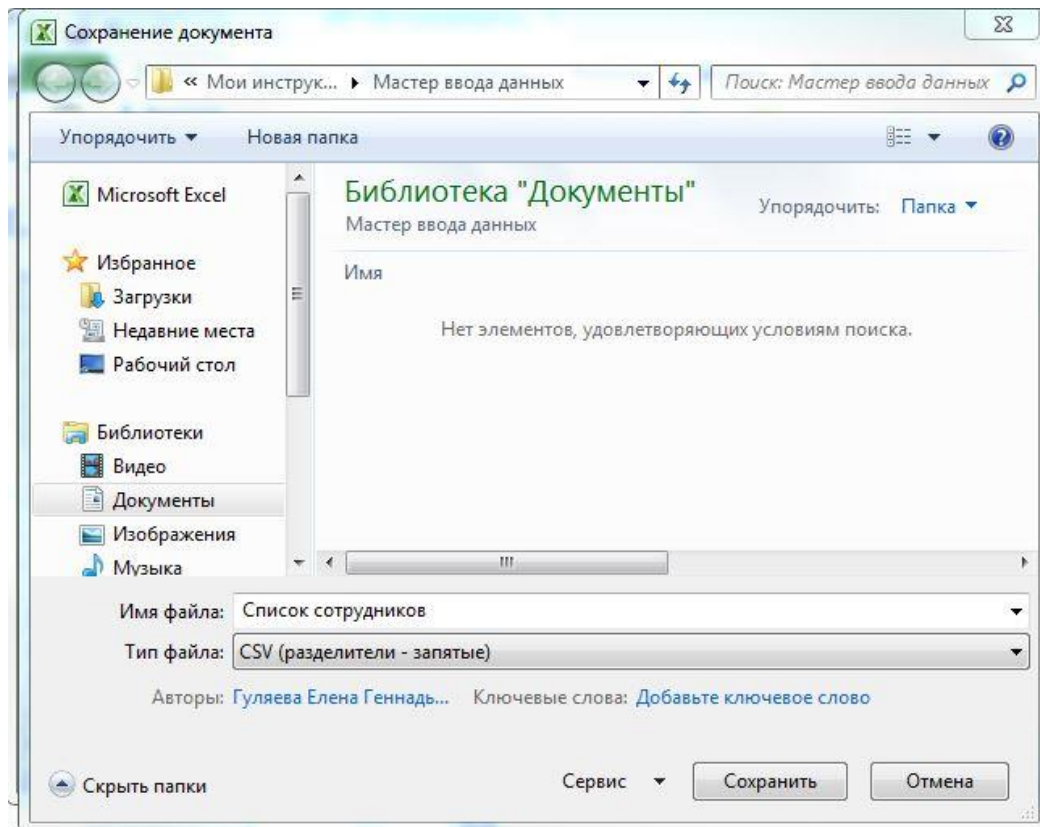 Сохранение документа
« Мои инструк... Мастер ввода данных Поиск: Мастер ввода данных
Упорядочить Новая папка
Microsoft Excel
Избранное
Загрузки
Недавние места
Рабочий стол
Библиотеки
Видео
Документы
Изображения
Музыка
Библиотека "Документы"
Мастер ввода данных
Упорядочить: Папка
Имя
Нет элементов, удовлетворяющих условиям поиска.
Имя файла: Список сотрудников
Тип файла: CSV (разделители - запятые)
Авторы: Гуляева Елена Геннадь... Ключевые слова: Добавьте ключевое слово
Скрыть папки Сервис Сохранить Отмена